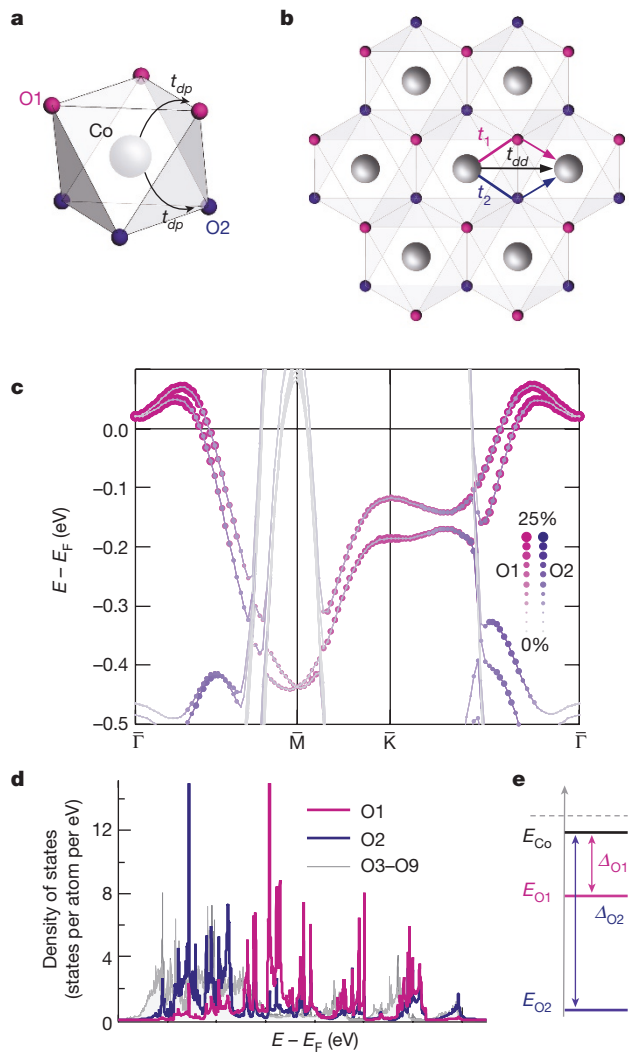 a
b
t_dp
O1
Co
t_dp
O2
t_1
t_dd
t_2
c
E − E_F (eV)
0.0
−0.1
−0.2
−0.3
−0.4
−0.5
25%
O1 O2
0%
Γ̄ M̄ K̄ Γ̄
d
Density of states
(states per atom per eV)
12
8
4
0
O1
O2
O3–O9
E − E_F (eV)
e
E_Co
Δ_O1
E_O1
Δ_O2
E_O2